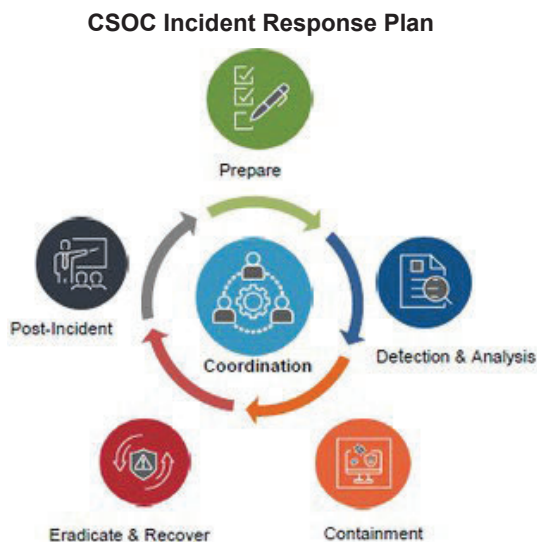 CSOC Incident Response Plan
Prepare
Post-Incident
Coordination
Detection & Analysis
Eradicate & Recover
Containment